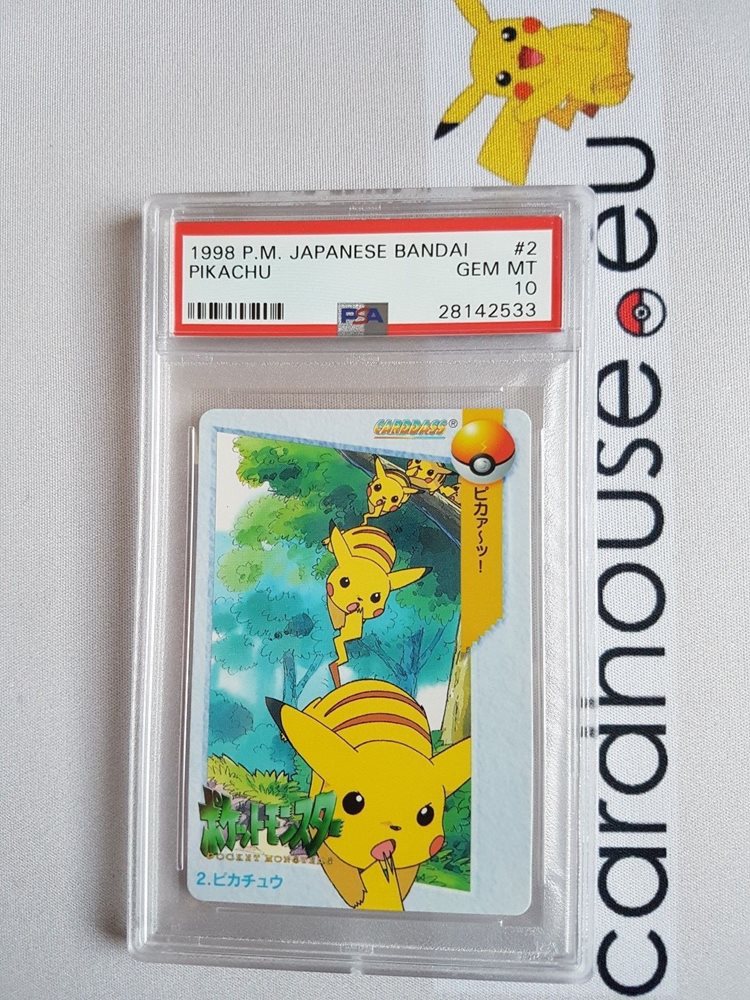 1998 P.M. JAPANESE BANDAI #2
PIKACHU GEM MT
10
PSA 28142533
CARDDASS®
ピカァ〜ッ!
ポケットモンスター
POCKET MONSTERS
2.ピカチュウ
cardhouse.eu